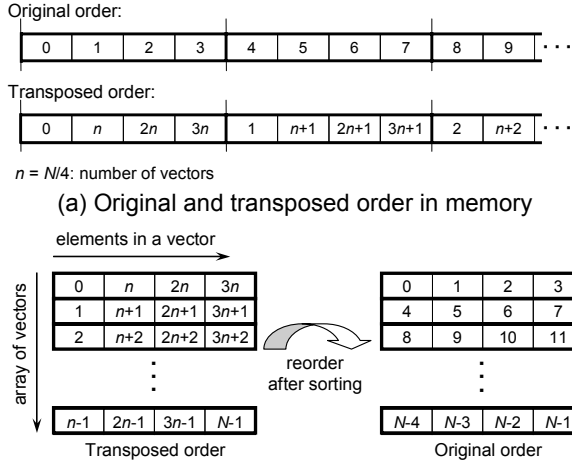 Original order:
0 1 2 3 4 5 6 7 8 9 ···
Transposed order:
0 n 2n 3n 1 n+1 2n+1 3n+1 2 n+2 ···
n = N/4: number of vectors
(a) Original and transposed order in memory
elements in a vector
array of vectors
0 n 2n 3n 0 1 2 3
1 n+1 2n+1 3n+1 4 5 6 7
2 n+2 2n+2 3n+2 8 9 10 11
reorder
after sorting
n-1 2n-1 3n-1 N-1 N-4 N-3 N-2 N-1
Transposed order Original order